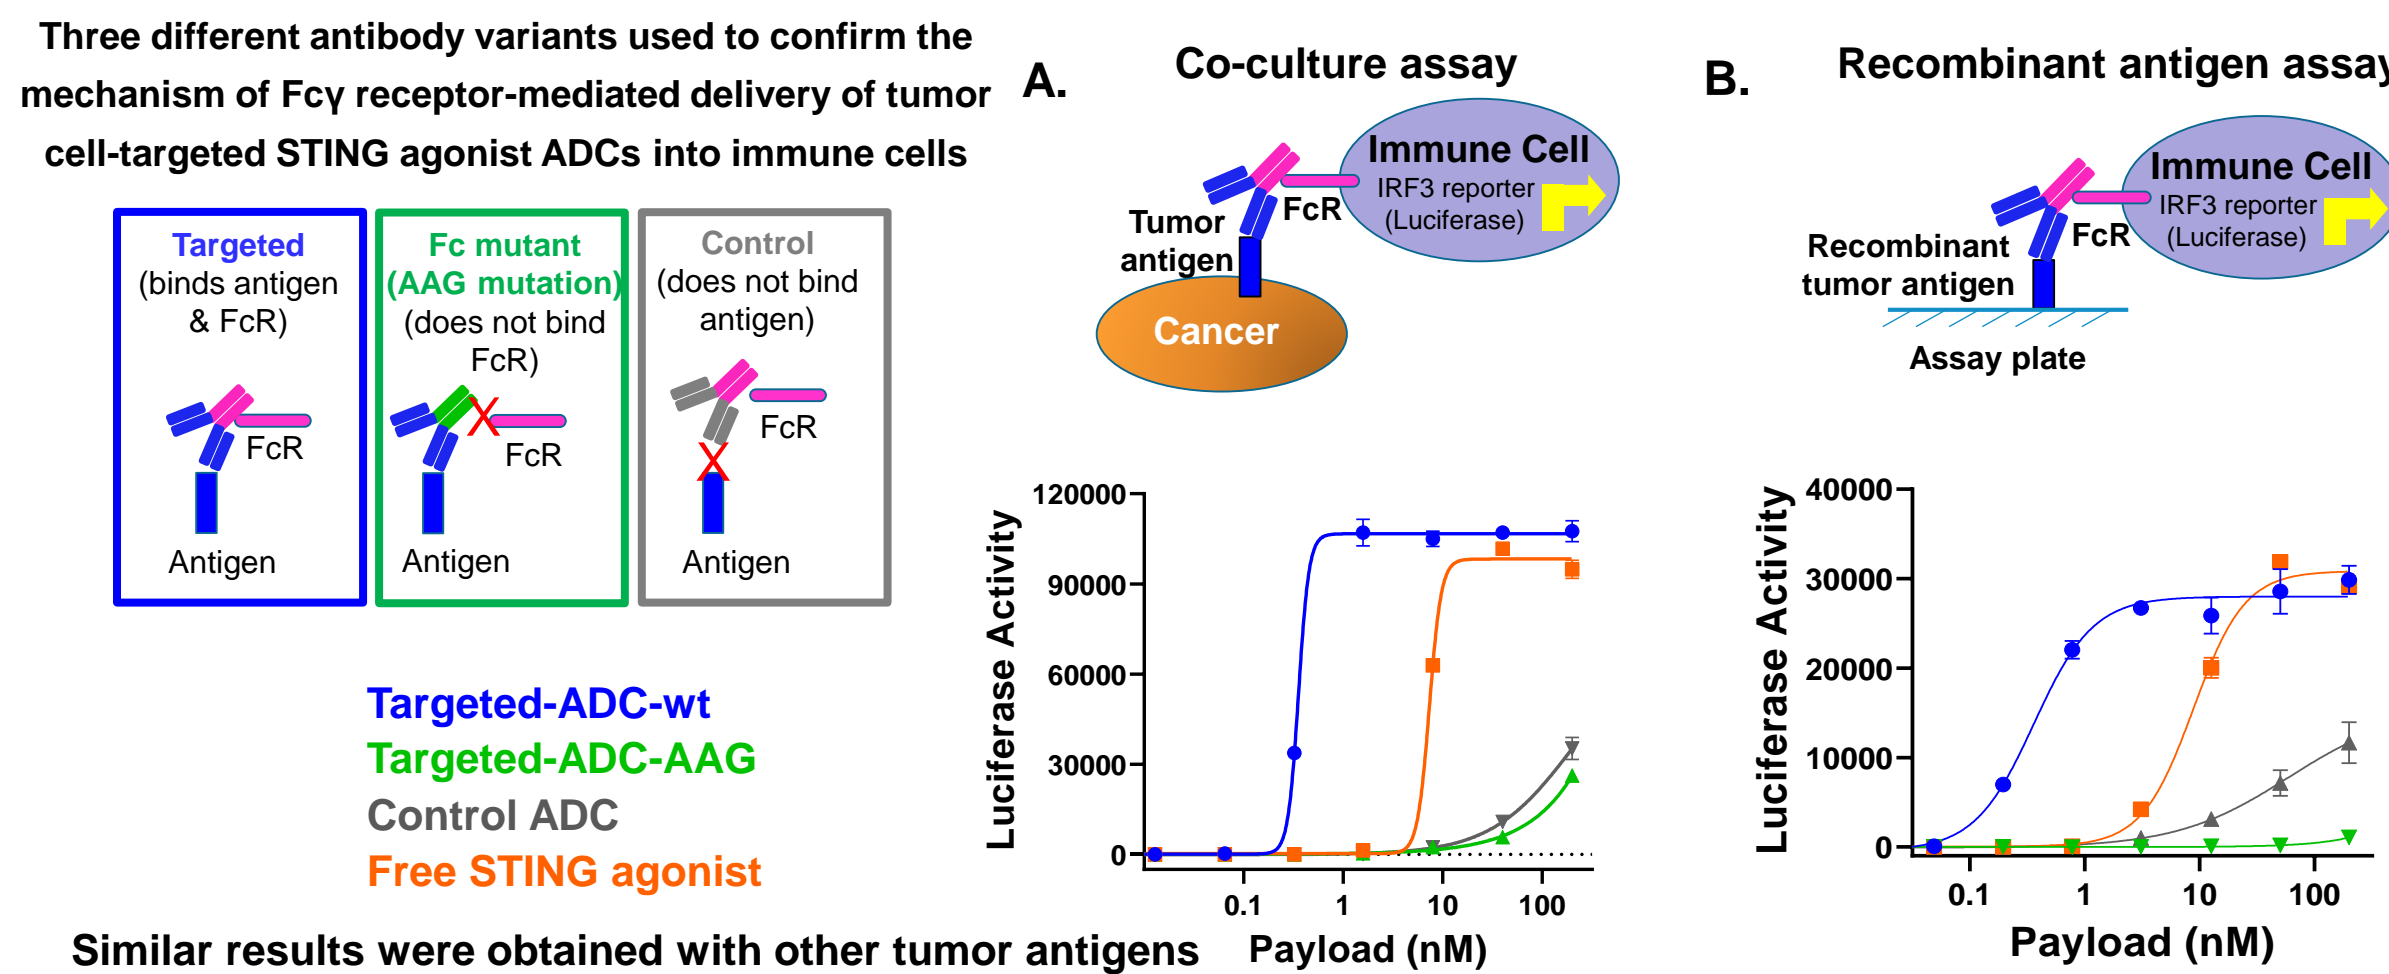 Three different antibody variants used to confirm the
mechanism of Fcγ receptor-mediated delivery of tumor
cell-targeted STING agonist ADCs into immune cells
Targeted
(binds antigen
& FcR)
FcR
Antigen
Fc mutant
(AAG mutation)
(does not bind
FcR)
FcR
Antigen
Control
(does not bind
antigen)
FcR
Antigen
Targeted-ADC-wt
Targeted-ADC-AAG
Control ADC
Free STING agonist
Similar results were obtained with other tumor antigens
A.
Co-culture assay
Immune Cell
IRF3 reporter
(Luciferase)
FcR
Tumor
antigen
Cancer
Luciferase Activity
120000
90000
60000
30000
0
0.1
1
10
100
Payload (nM)
B.
Recombinant antigen assay
Immune Cell
IRF3 reporter
(Luciferase)
FcR
Recombinant
tumor antigen
Assay plate
Luciferase Activity
40000
30000
20000
10000
0
0.1
1
10
100
Payload (nM)